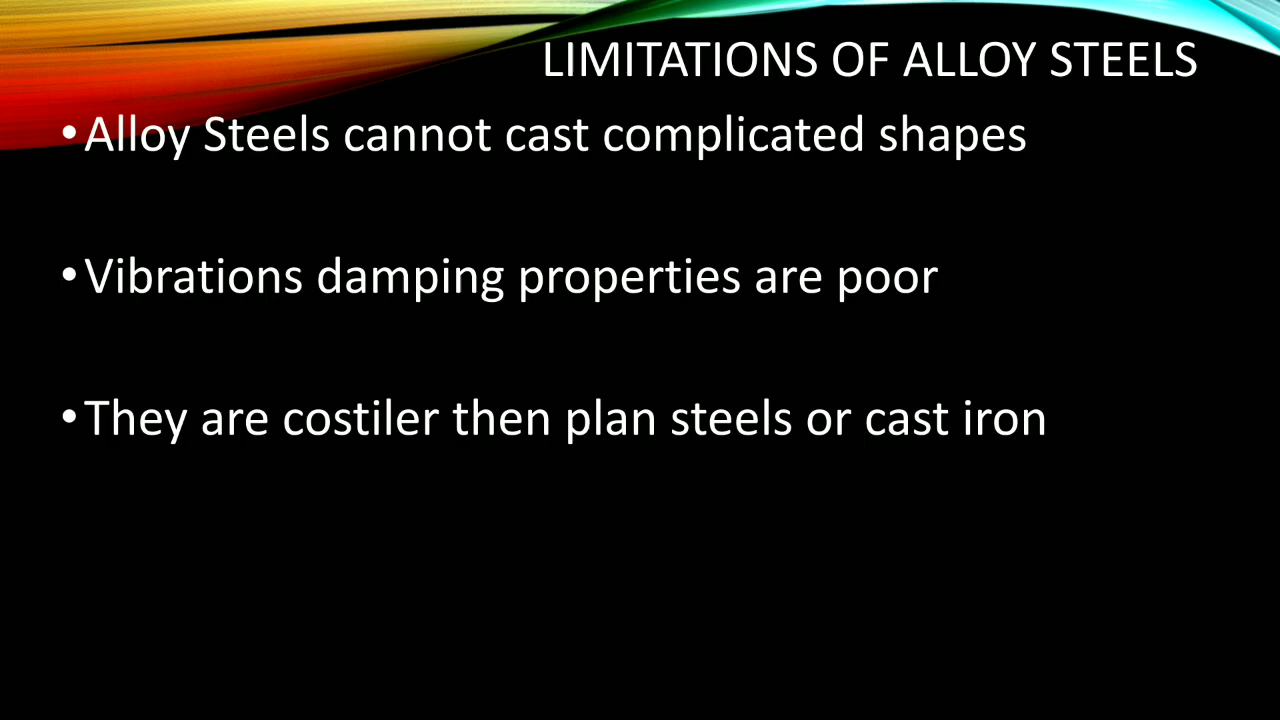 LIMITATIONS OF ALLOY STEELS
• Alloy Steels cannot cast complicated shapes
• Vibrations damping properties are poor
• They are costiler then plan steels or cast iron